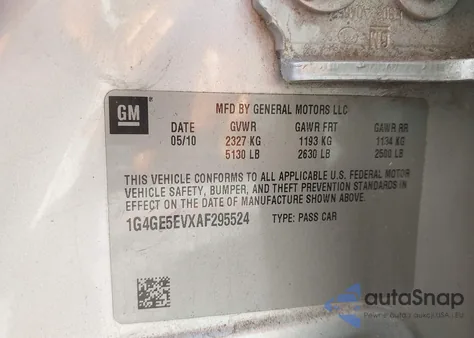 GM
MFD BY GENERAL MOTORS LLC
DATE GVWR GAWR FRT GAWR RR
05/10 2327 KG 1193 KG 1134 KG
5130 LB 2630 LB 2500 LB
THIS VEHICLE CONFORMS TO ALL APPLICABLE U.S. FEDERAL MOTOR
VEHICLE SAFETY, BUMPER, AND THEFT PREVENTION STANDARDS IN
EFFECT ON THE DATE OF MANUFACTURE SHOWN ABOVE.
1G4GE5EVXAF295524 TYPE: PASS CAR
autoSnap